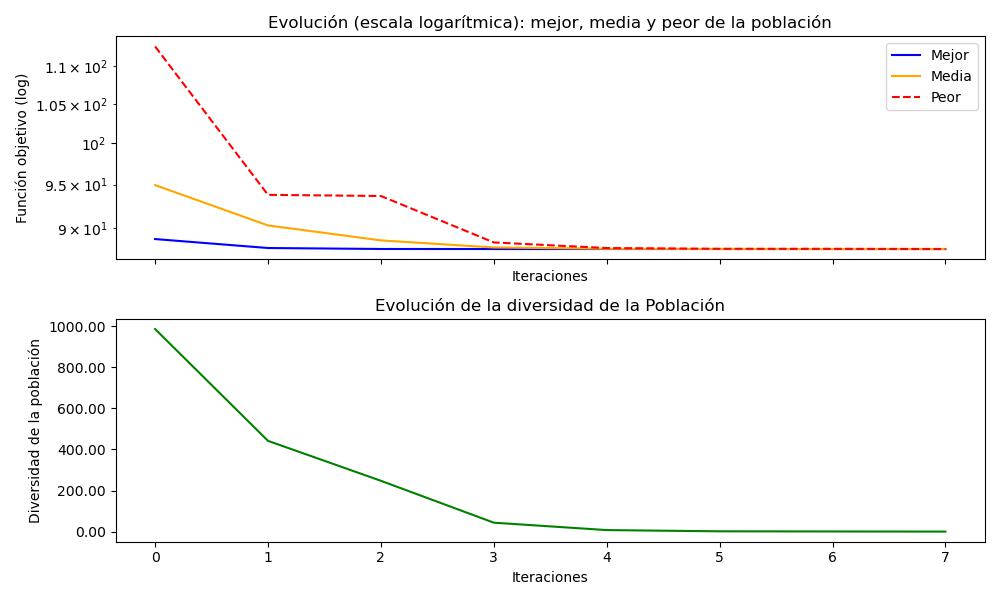 Evolución (escala logarítmica): mejor, media y peor de la población
Función objetivo (log)
1.1 × 10²
1.05 × 10²
10²
9.5 × 10¹
9 × 10¹
Mejor
Media
Peor
Iteraciones
Evolución de la diversidad de la Población
Diversidad de la población
1000.00
800.00
600.00
400.00
200.00
0.00
0 1 2 3 4 5 6 7
Iteraciones